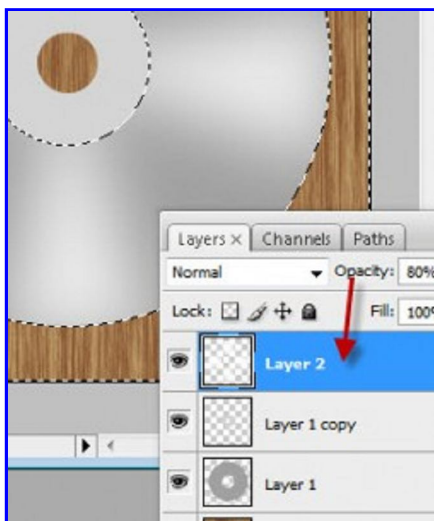 Layers × Channels Paths
Normal Opacity: 80%
Lock: Fill: 100%
Layer 2
Layer 1 copy
Layer 1